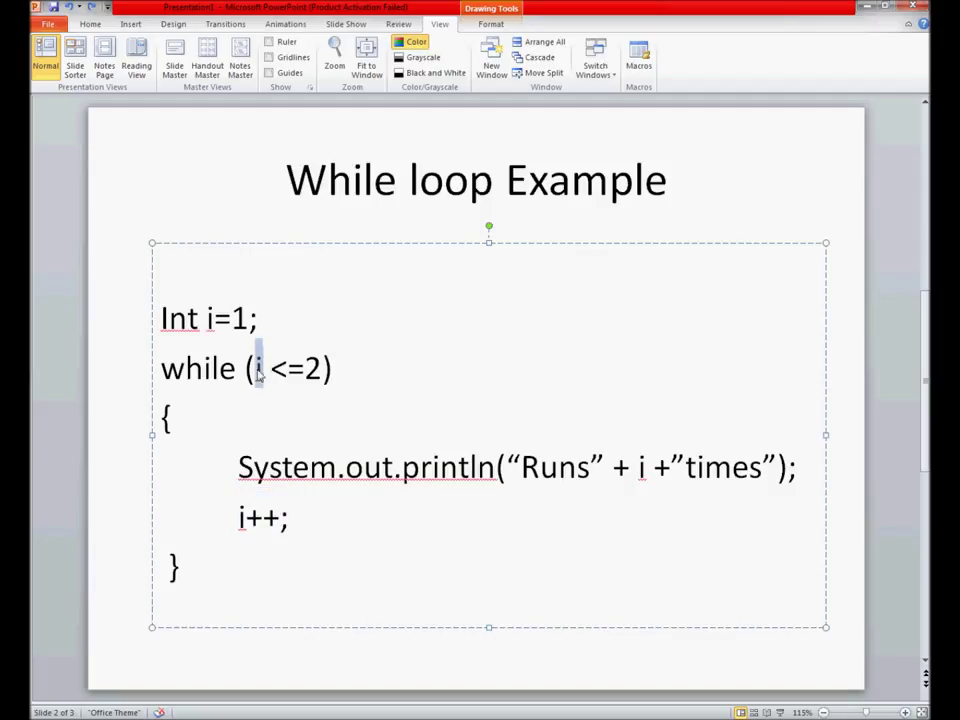 Presentation1 - Microsoft PowerPoint (Product Activation Failed)
Drawing Tools
File Home Insert Design Transitions Animations Slide Show Review View Format
Normal
Slide Sorter
Notes Page
Reading View
Presentation Views
Slide Master
Handout Master
Notes Master
Master Views
Ruler
Gridlines
Guides
Show
Zoom
Fit to Window
Zoom
Color
Grayscale
Black and White
Color/Grayscale
New Window
Arrange All
Cascade
Move Split
Switch Windows
Window
Macros
Macros
While loop Example
Int i=1;
while (i <=2)
{
System.out.println(“Runs” + i +”times”);
i++;
}
Slide 2 of 3 "Office Theme" 115%